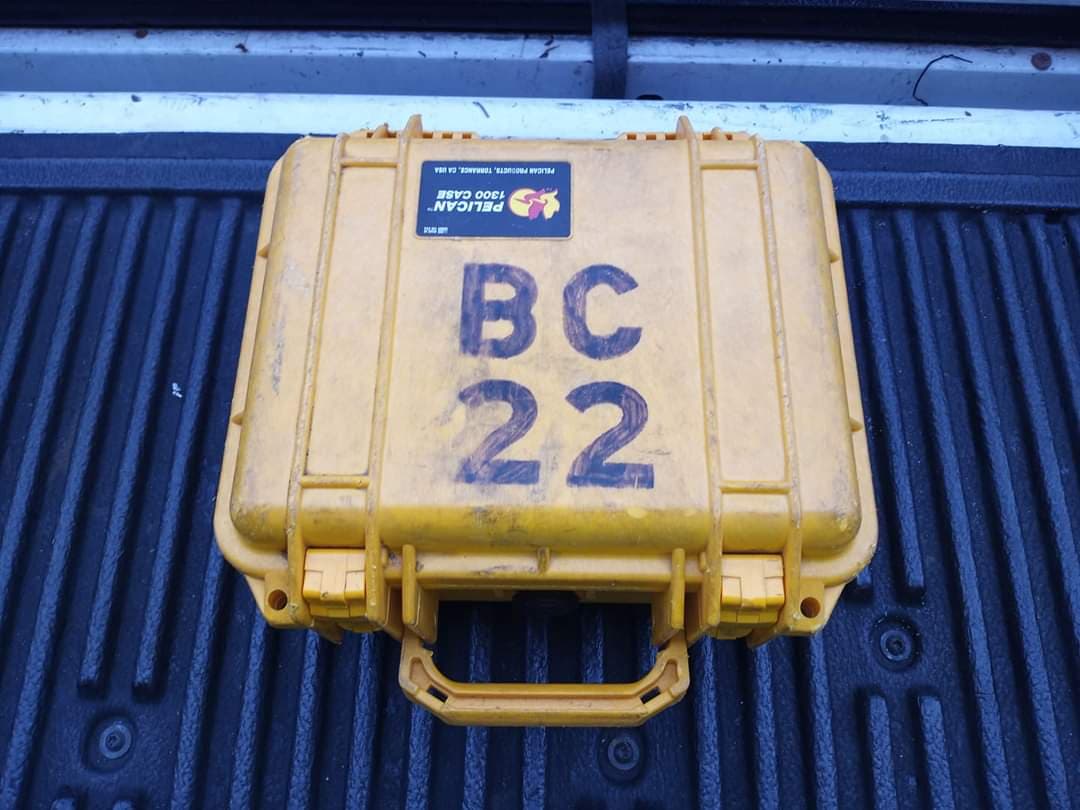 PELICAN™
1300 CASE
PELICAN PRODUCTS, TORRANCE, CA USA
BC
22